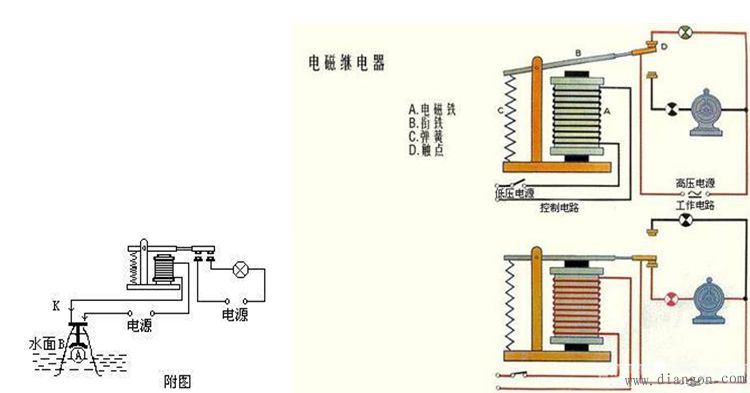 电磁继电器
A.电磁铁
B.衔铁
C.弹簧
D.触点
B
D
C
A
低压电源
控制电路
高压电源
工作电路
K
电源
电源
水面B
A
附图
www.diangon.com